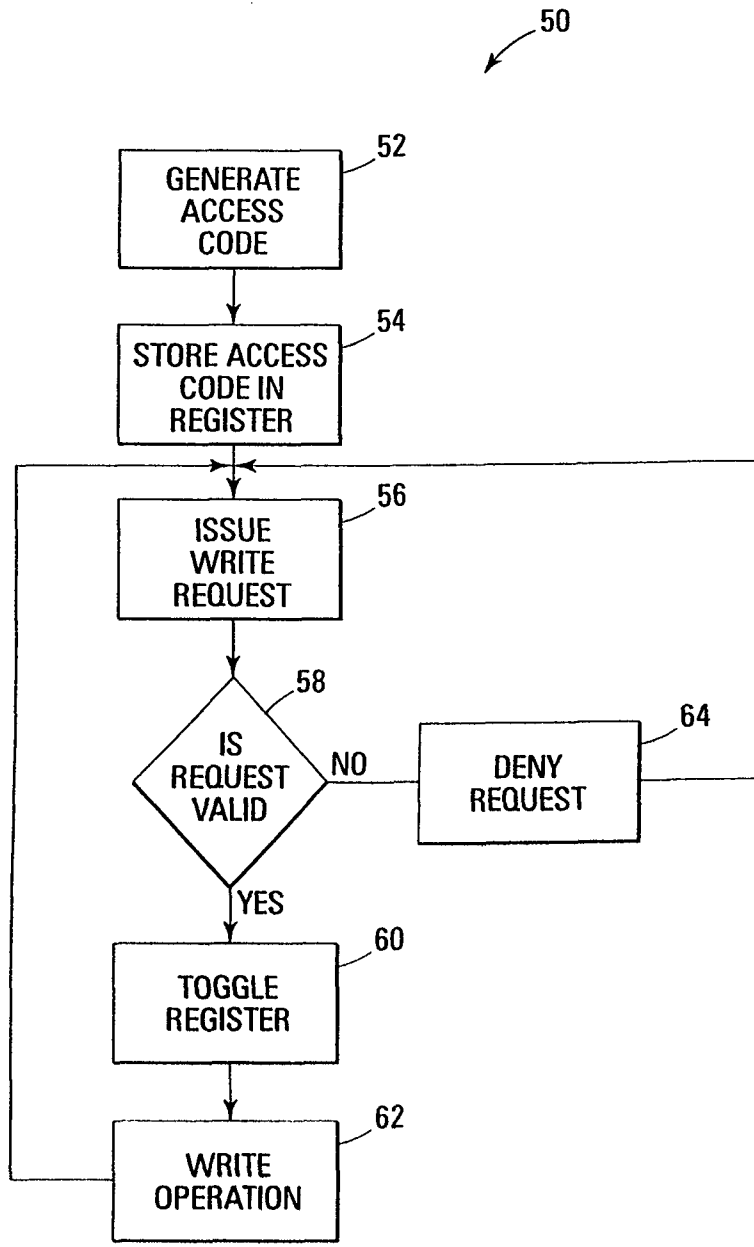 50
52
GENERATE
ACCESS
CODE
54
STORE ACCESS
CODE IN
REGISTER
56
ISSUE
WRITE
REQUEST
58
IS
REQUEST
VALID
NO
64
DENY
REQUEST
YES
60
TOGGLE
REGISTER
62
WRITE
OPERATION